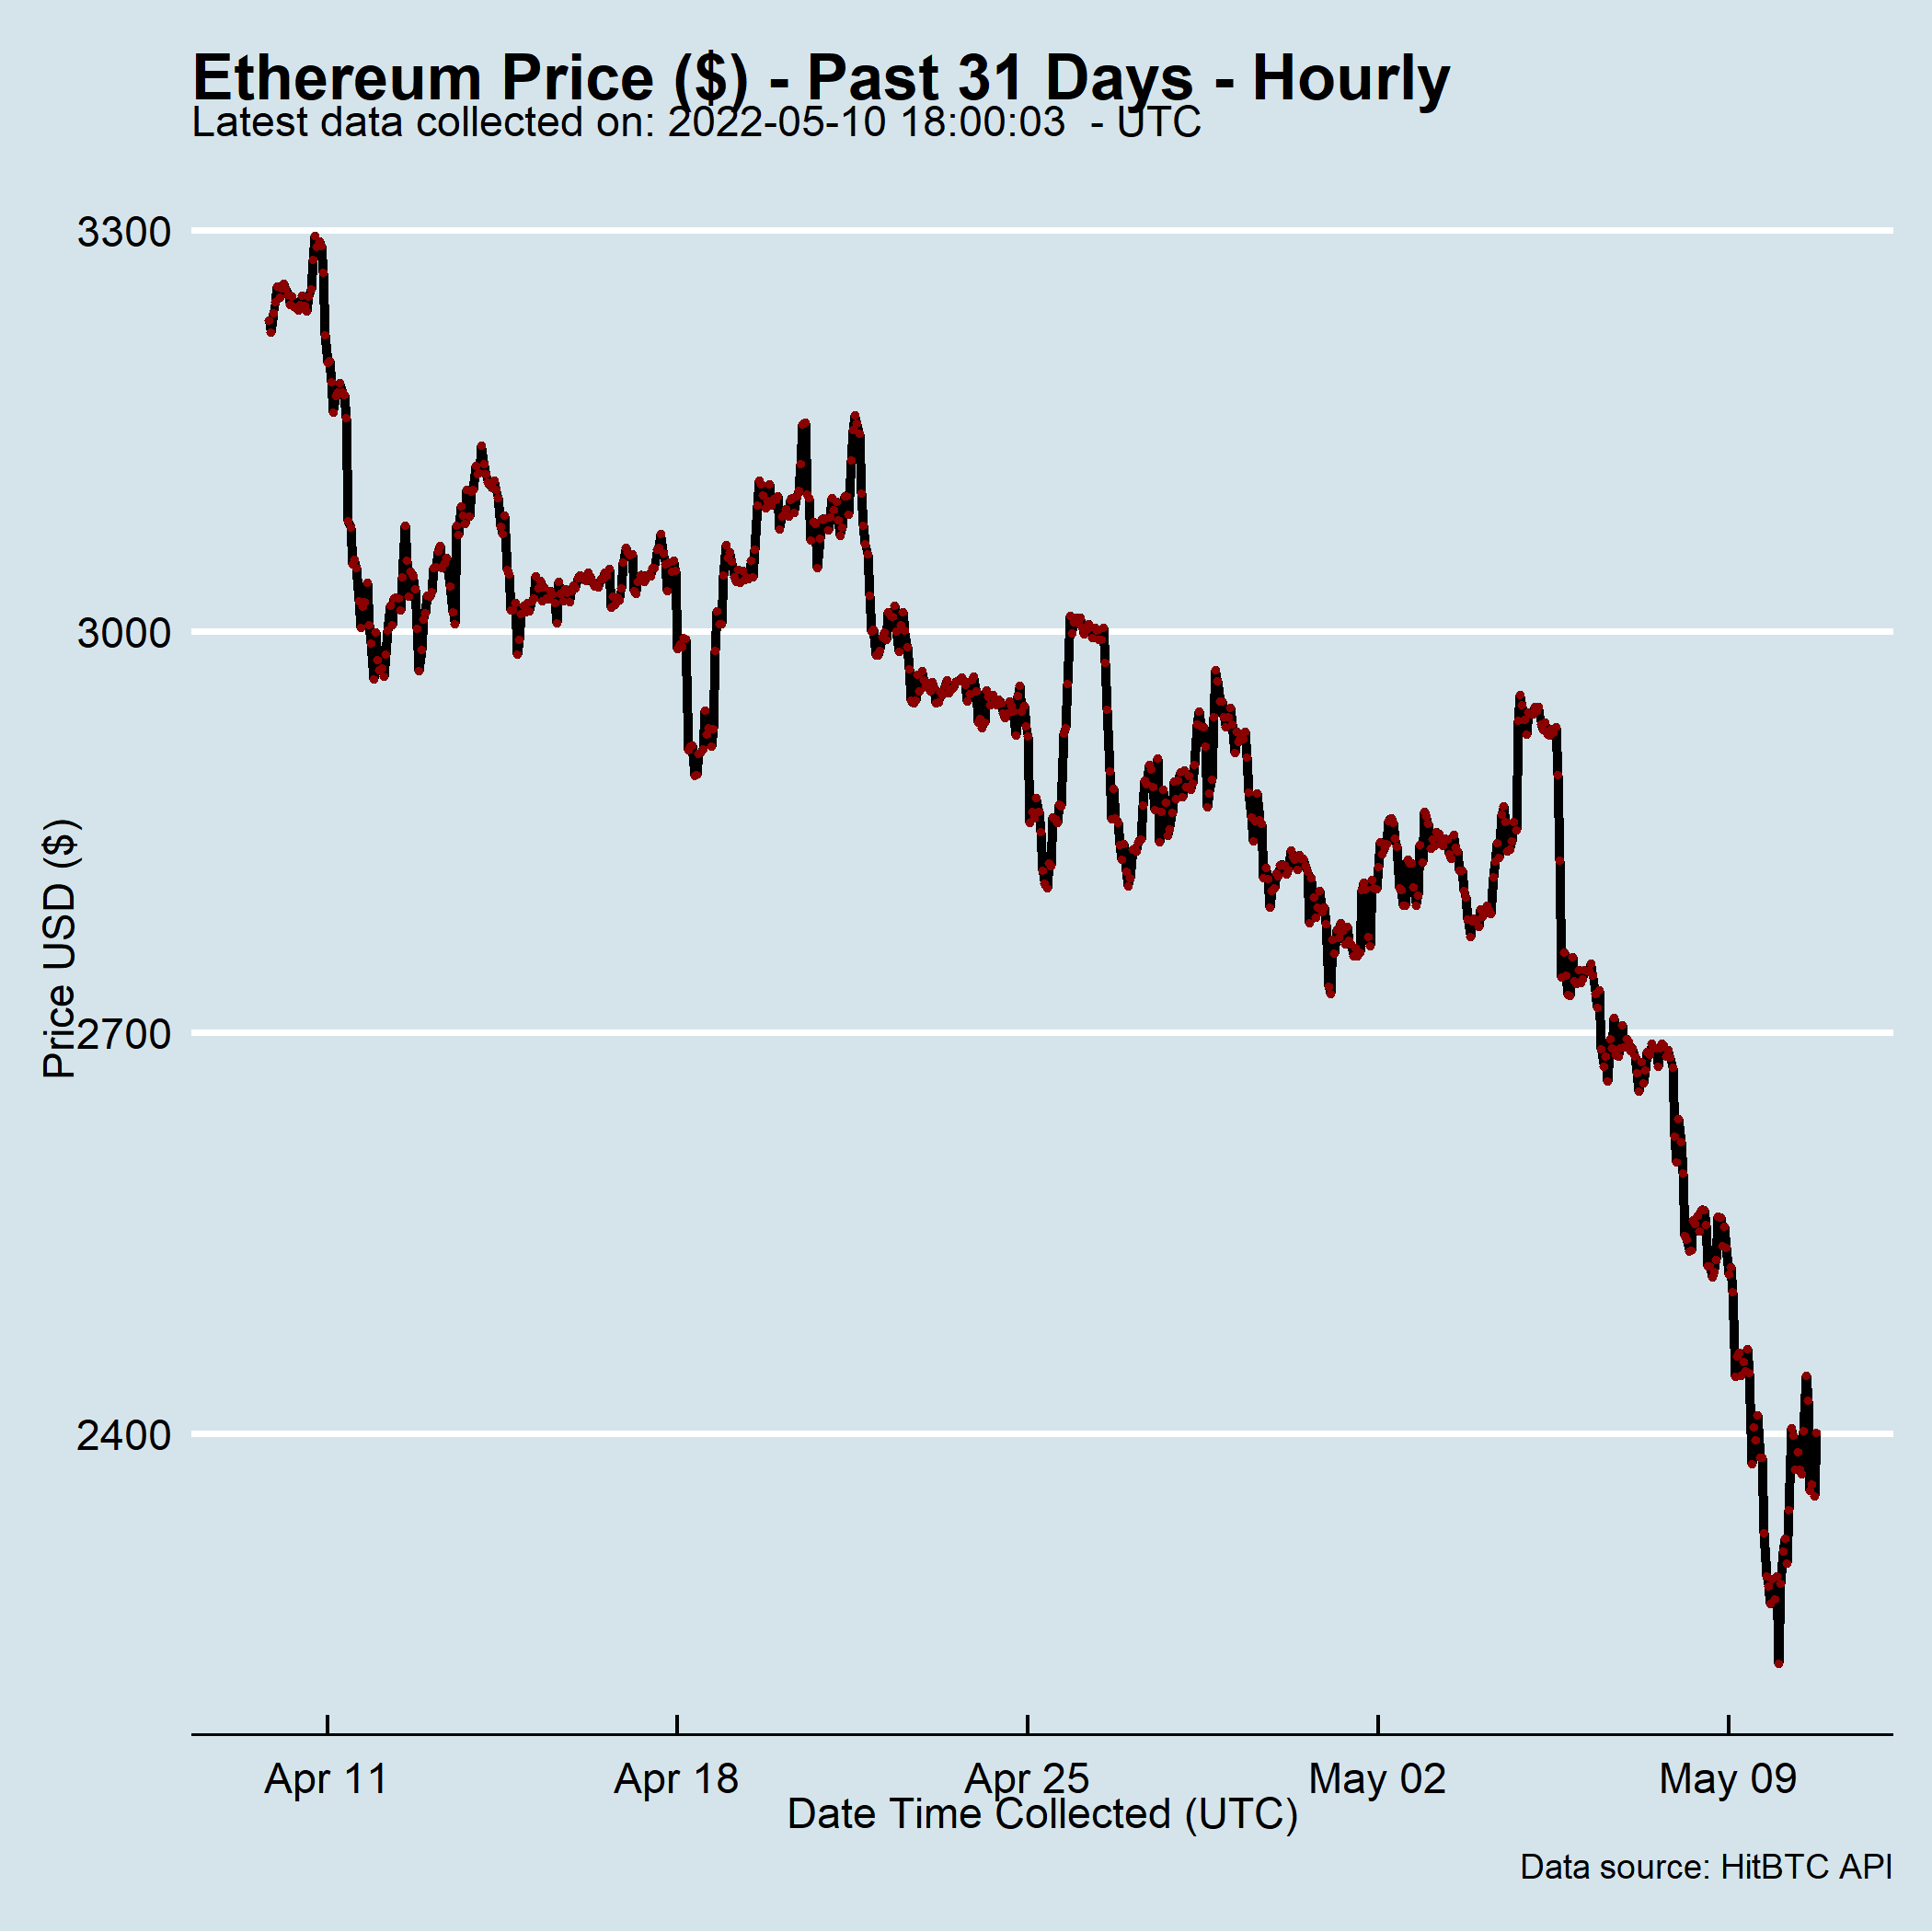 Ethereum Price ($) - Past 31 Days - Hourly
Latest data collected on: 2022-05-10 18:00:03  - UTC
Price USD ($)
3300
3000
2700
2400
Apr 11
Apr 18
Apr 25
May 02
May 09
Date Time Collected (UTC)
Data source: HitBTC API